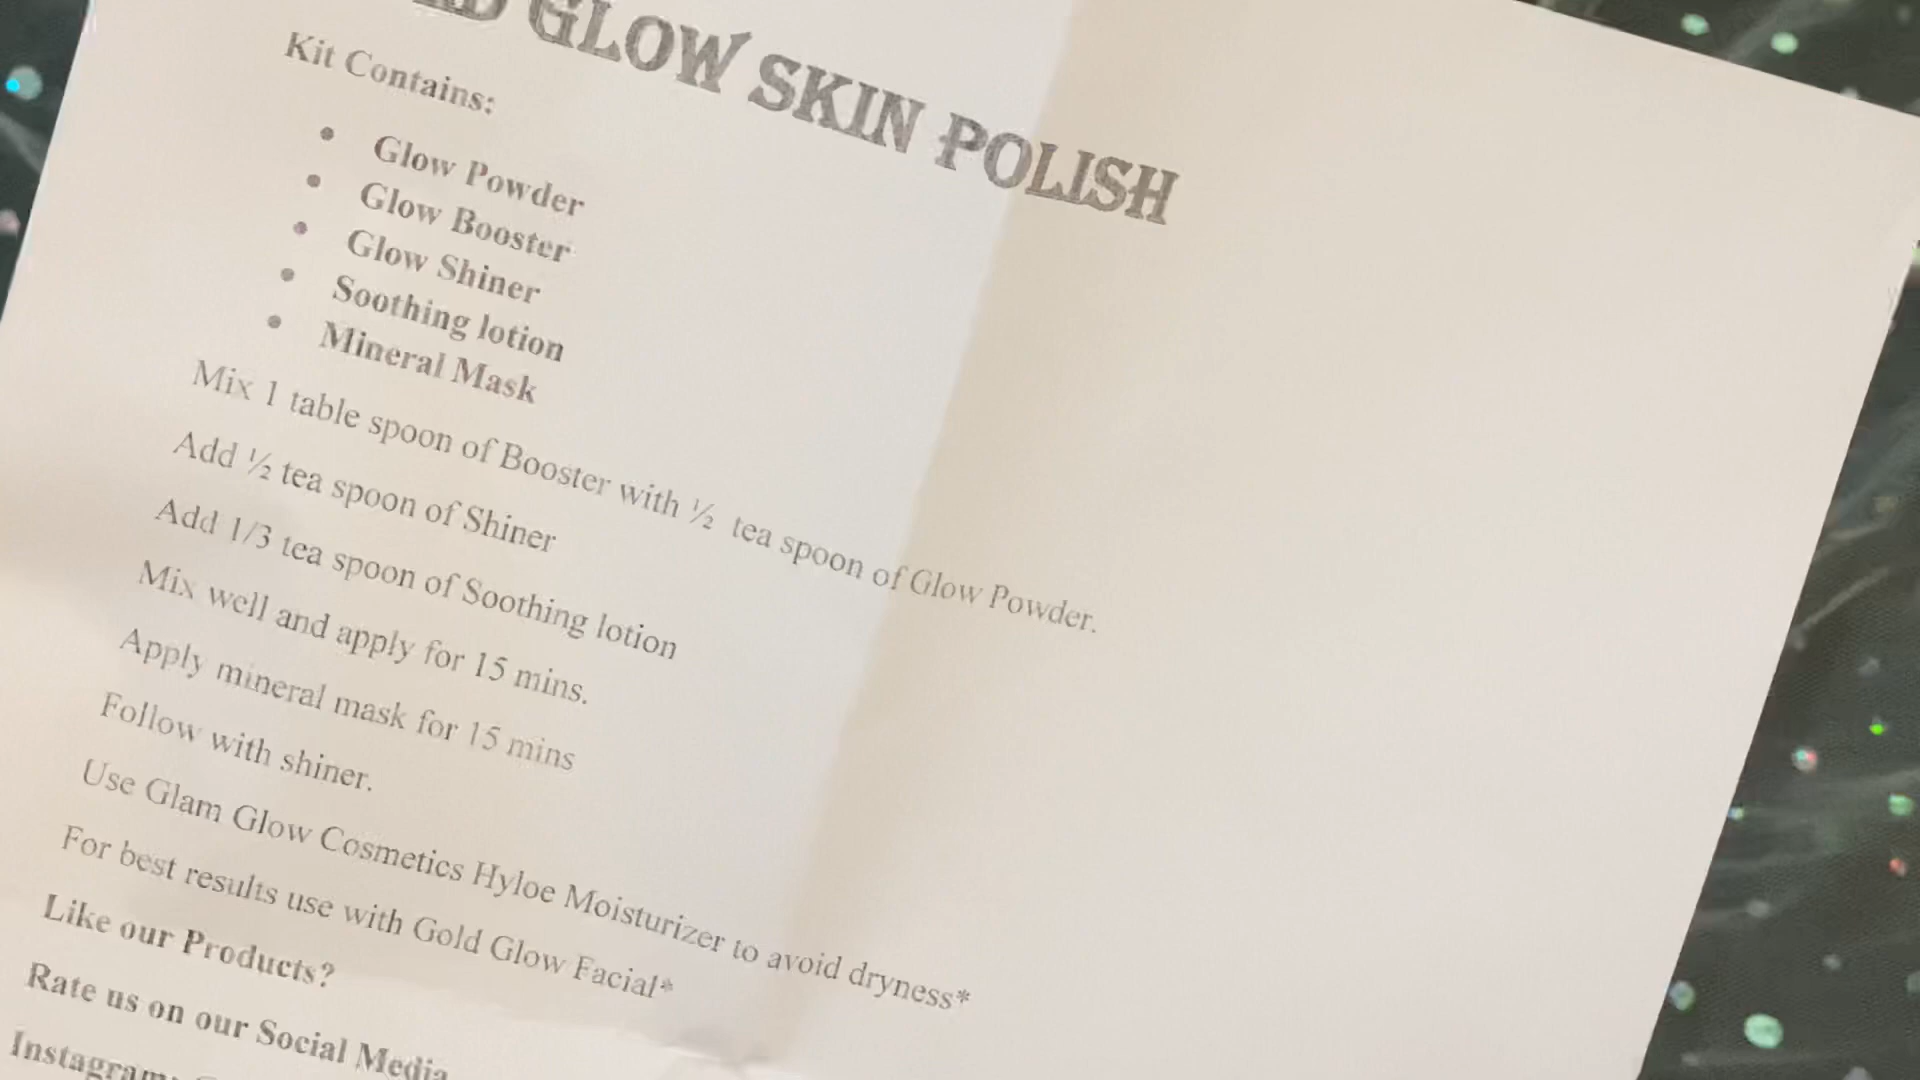 GLOW SKIN POLISH
Kit Contains:
• Glow Powder
• Glow Booster
• Glow Shiner
• Soothing lotion
• Mineral Mask
Mix 1 table spoon of Booster with ½ tea spoon of Glow Powder.
Add ½ tea spoon of Shiner
Add 1/3 tea spoon of Soothing lotion
Mix well and apply for 15 mins.
Apply mineral mask for 15 mins
Follow with shiner.
Use Glam Glow Cosmetics Hyloe Moisturizer to avoid dryness*
For best results use with Gold Glow Facial*
Like our Products?
Rate us on our Social Media
Instagram: